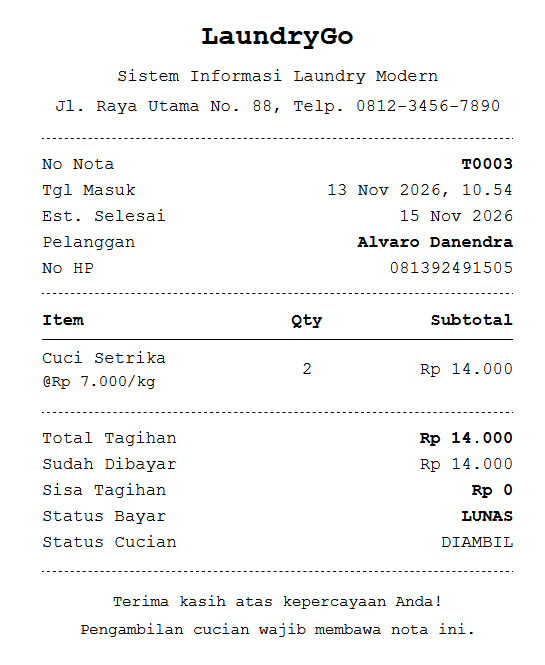 LaundryGo
Sistem Informasi Laundry Modern
Jl. Raya Utama No. 88, Telp. 0812-3456-7890
No Nota T0003
Tgl Masuk 13 Nov 2026, 10.54
Est. Selesai 15 Nov 2026
Pelanggan Alvaro Danendra
No HP 081392491505
Item Qty Subtotal
Cuci Setrika 2 Rp 14.000
@Rp 7.000/kg
Total Tagihan Rp 14.000
Sudah Dibayar Rp 14.000
Sisa Tagihan Rp 0
Status Bayar LUNAS
Status Cucian DIAMBIL
Terima kasih atas kepercayaan Anda!
Pengambilan cucian wajib membawa nota ini.